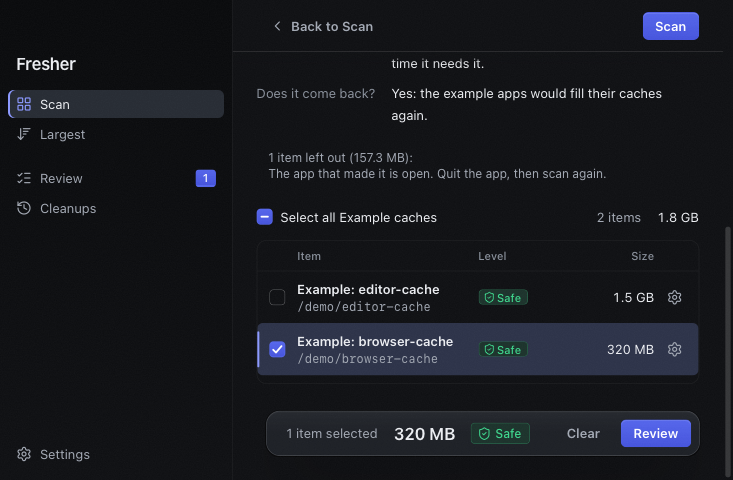 Back to Scan
Scan
Fresher
Scan
Largest
Review 1
Cleanups
Settings
time it needs it.
Does it come back? Yes: the example apps would fill their caches
again.
1 item left out (157.3 MB):
The app that made it is open. Quit the app, then scan again.
Select all Example caches 2 items 1.8 GB
Item Level Size
Example: editor-cache Safe 1.5 GB
/demo/editor-cache
Example: browser-cache Safe 320 MB
/demo/browser-cache
1 item selected 320 MB Safe Clear Review